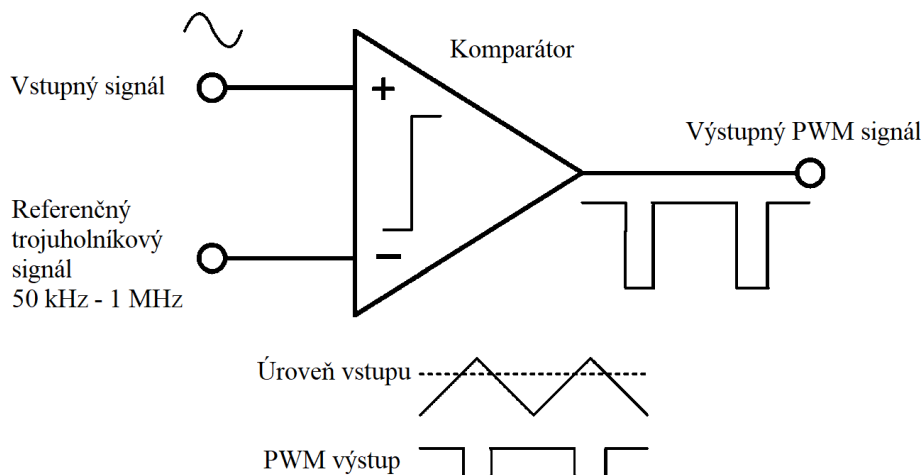 Komparátor
Vstupný signál
+
Výstupný PWM signál
Referenčný
trojuholníkový
signál
50 kHz - 1 MHz
−
Úroveň vstupu
PWM výstup